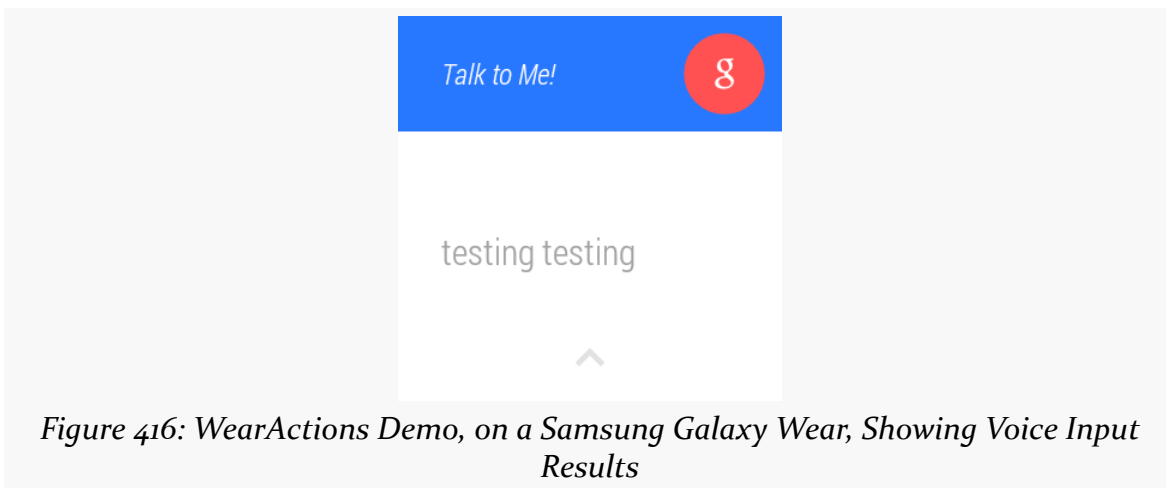 Talk to Me!
g
testing testing
Figure 416: WearActions Demo, on a Samsung Galaxy Wear, Showing Voice Input
Results